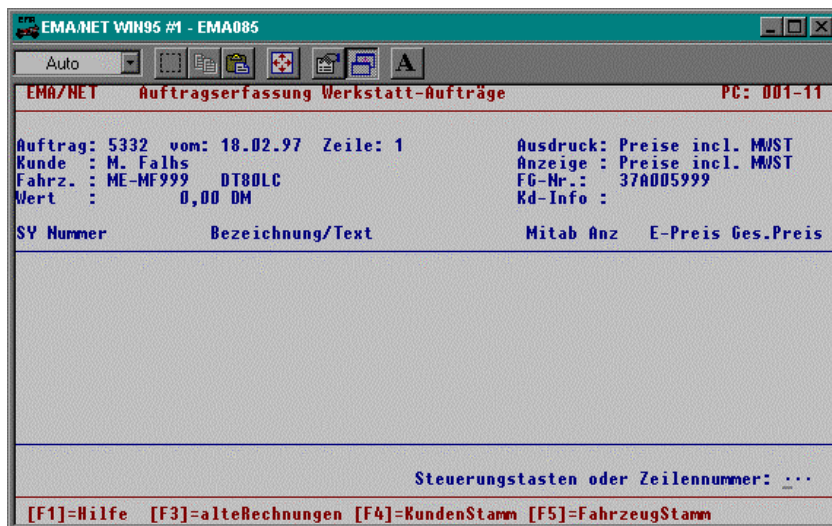 EMA/NET WIN95 #1 - EMA085
Auto
A
EMA/NET Auftragserfassung Werkstatt-Aufträge PC: 001-11
Auftrag: 5332 vom: 18.02.97 Zeile: 1 Ausdruck: Preise incl. MWST
Kunde : M. Falhs Anzeige : Preise incl. MWST
Fahrz. : ME-MF999 DT80LC FG-Nr.: 37A005999
Wert : 0,00 DM Kd-Info :
SY Nummer Bezeichnung/Text Mitab Anz E-Preis Ges.Preis
Steuerungstasten oder Zeilennummer: ...
[F1]=Hilfe [F3]=alteRechnungen [F4]=KundenStamm [F5]=FahrzeugStamm